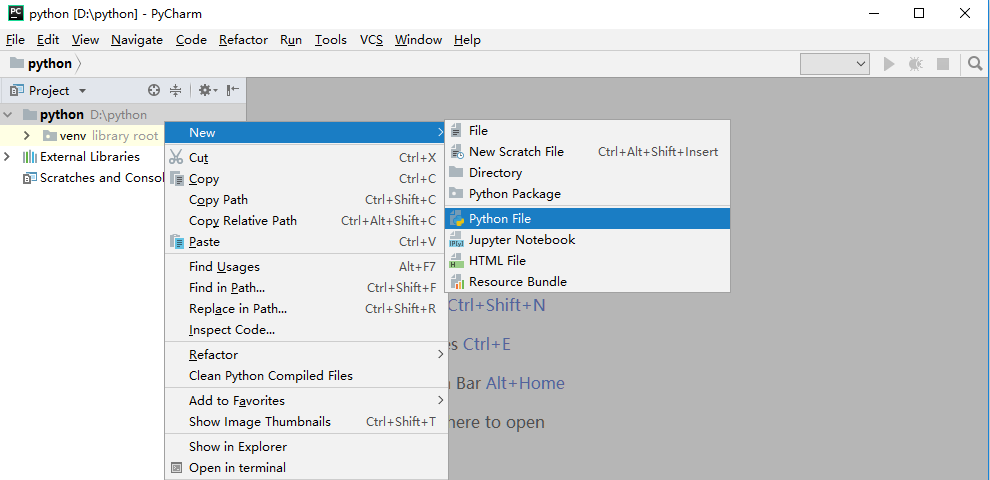 python [D:\python] - PyCharm
File Edit View Navigate Code Refactor Run Tools VCS Window Help
python
Project
python D:\python
venv library root
External Libraries
Scratches and Consol
New
Cut Ctrl+X
Copy Ctrl+C
Copy Path Ctrl+Shift+C
Copy Relative Path Ctrl+Alt+Shift+C
Paste Ctrl+V
Find Usages Alt+F7
Find in Path... Ctrl+Shift+F
Replace in Path... Ctrl+Shift+R
Inspect Code...
Refactor
Clean Python Compiled Files
Add to Favorites
Show Image Thumbnails Ctrl+Shift+T
Show in Explorer
Open in terminal
File
New Scratch File Ctrl+Alt+Shift+Insert
Directory
Python Package
Python File
Jupyter Notebook
HTML File
Resource Bundle
Ctrl+Shift+N
es Ctrl+E
Bar Alt+Home
here to open